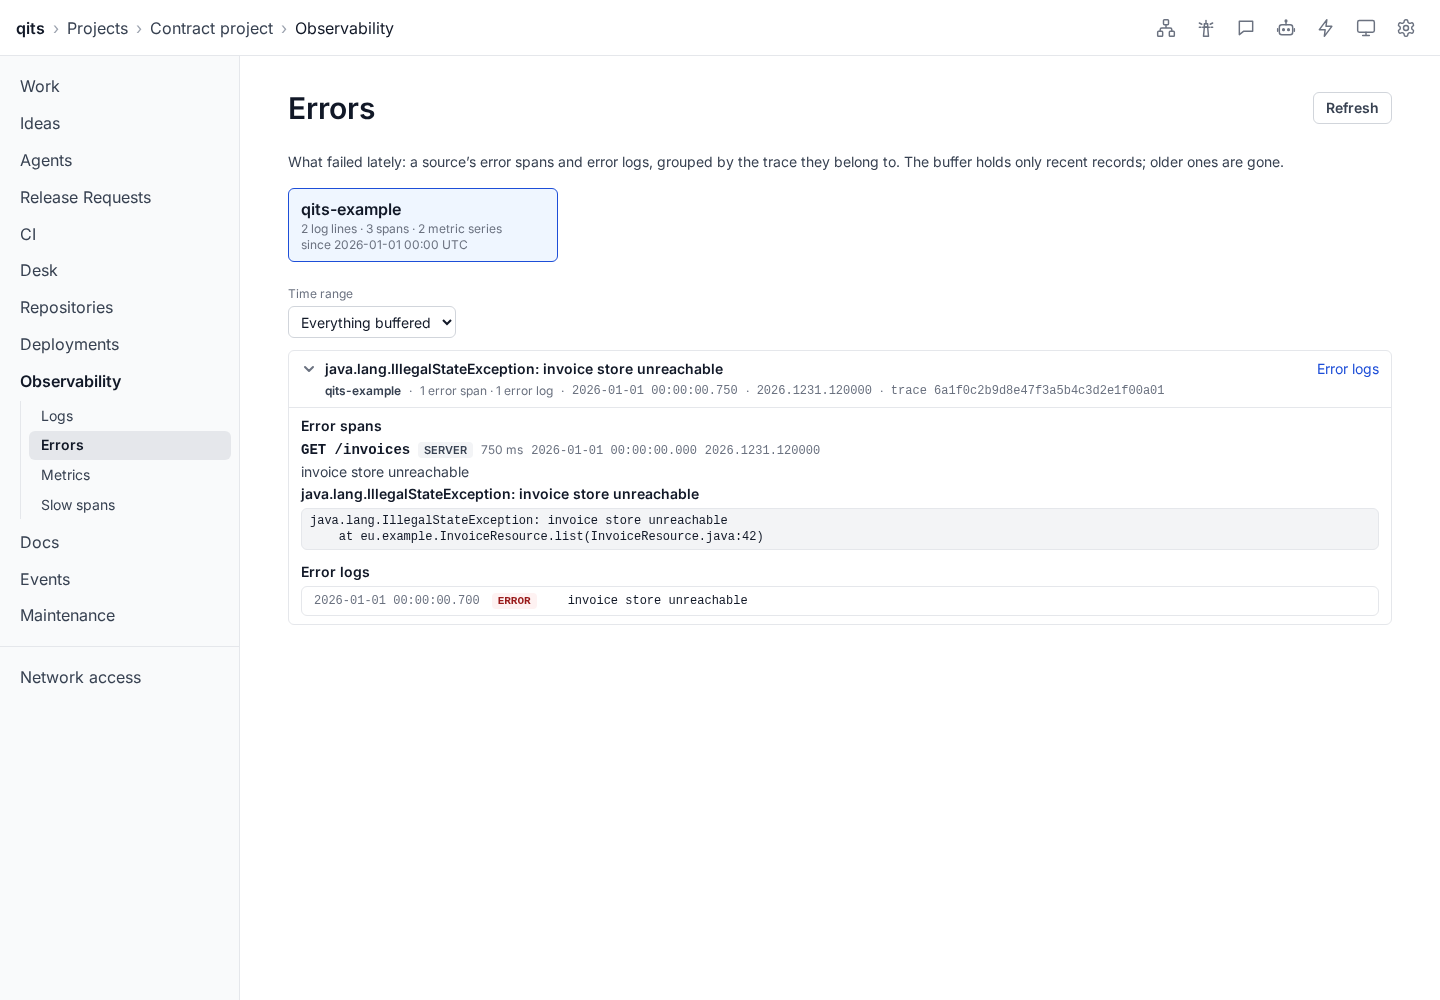 qits › Projects › Contract project › Observability
Work
Ideas
Agents
Release Requests
CI
Desk
Repositories
Deployments
Observability
Logs
Errors
Metrics
Slow spans
Docs
Events
Maintenance
Network access
Errors
Refresh
What failed lately: a source’s error spans and error logs, grouped by the trace they belong to. The buffer holds only recent records; older ones are gone.
qits-example
2 log lines · 3 spans · 2 metric series
since 2026-01-01 00:00 UTC
Time range
Everything buffered
java.lang.IllegalStateException: invoice store unreachable
Error logs
qits-example · 1 error span · 1 error log · 2026-01-01 00:00:00.750 · 2026.1231.120000 · trace 6a1f0c2b9d8e47f3a5b4c3d2e1f00a01
Error spans
GET /invoices SERVER 750 ms 2026-01-01 00:00:00.000 2026.1231.120000
invoice store unreachable
java.lang.IllegalStateException: invoice store unreachable
java.lang.IllegalStateException: invoice store unreachable
at eu.example.InvoiceResource.list(InvoiceResource.java:42)
Error logs
2026-01-01 00:00:00.700 ERROR invoice store unreachable